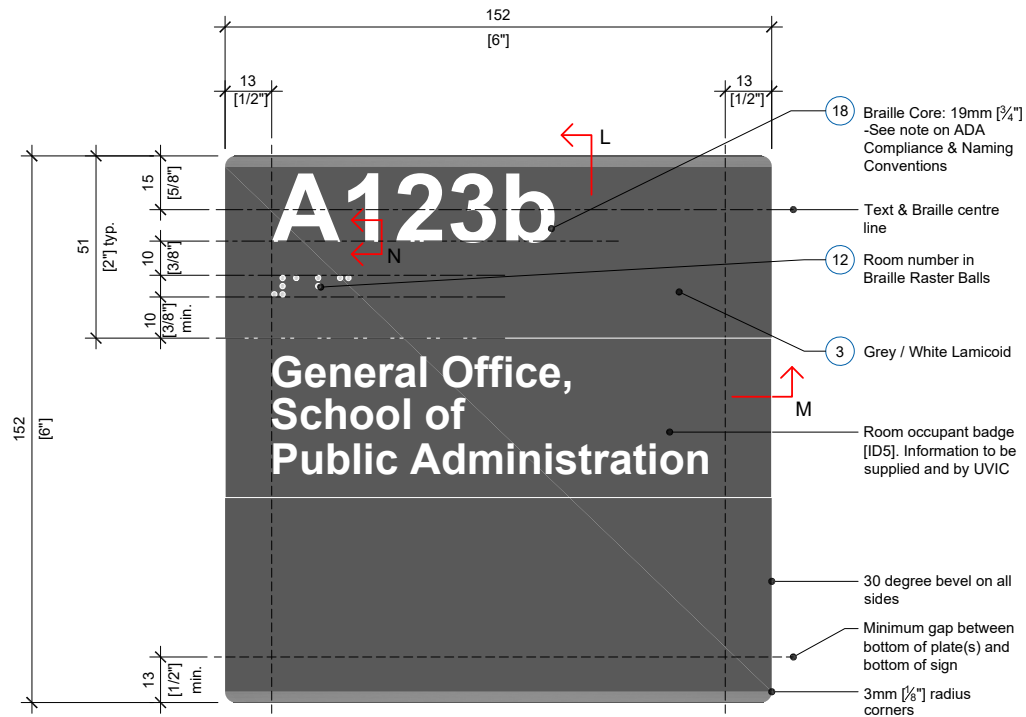 152
[6"]
13
[1/2"]
13
[1/2"]
18
Braille Core: 19mm [¾"]
-See note on ADA
Compliance & Naming
Conventions
L
A123b
15
[5/8"]
Text & Braille centre
line
51
[2"] typ.
10
[3/8"]
N
12
Room number in
Braille Raster Balls
10
[3/8"]
min.
3
Grey / White Lamicoid
General Office,
School of
Public Administration
M
152
[6"]
Room occupant badge
[ID5]. Information to be
supplied and by UVIC
30 degree bevel on all
sides
Minimum gap between
bottom of plate(s) and
bottom of sign
13
[1/2"]
min.
3mm [⅛"] radius
corners